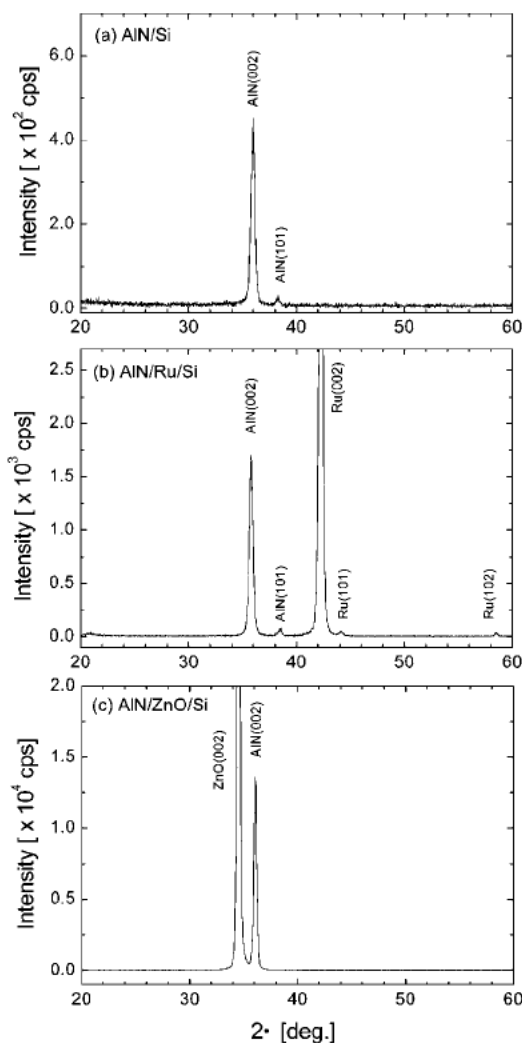 (a) AlN/Si
Intensity [ x 10² cps]
6.0
4.0
2.0
0.0
AlN(002)
AlN(101)
20 30 40 50 60
(b) AlN/Ru/Si
Intensity [ x 10³ cps]
2.5
2.0
1.5
1.0
0.5
0.0
AlN(002)
AlN(101)
Ru(002)
Ru(101)
Ru(102)
20 30 40 50 60
(c) AlN/ZnO/Si
Intensity [ x 10⁴ cps]
2.0
1.5
1.0
0.5
0.0
ZnO(002)
AlN(002)
20 30 40 50 60
2• [deg.]